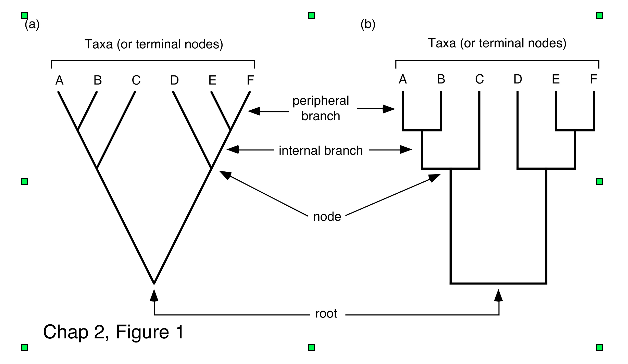 (a)
(b)
Taxa (or terminal nodes)
Taxa (or terminal nodes)
A B C D E F
A B C D E F
peripheral
branch
internal branch
node
root
Chap 2, Figure 1